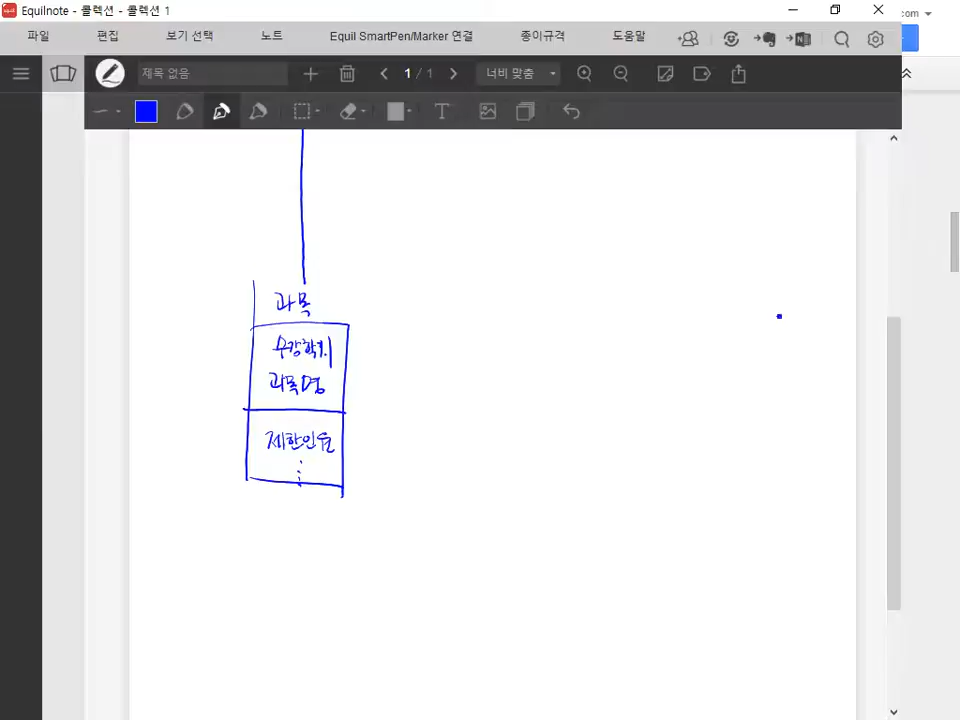 Equilnote - 콜렉션 - 콜렉션 1
com
파일 편집 보기 선택 노트 Equil SmartPen/Marker 연결 종이규격 도움말
제목 없음 1 / 1 너비 맞춤
과목
수강학기
과목명
제한인원